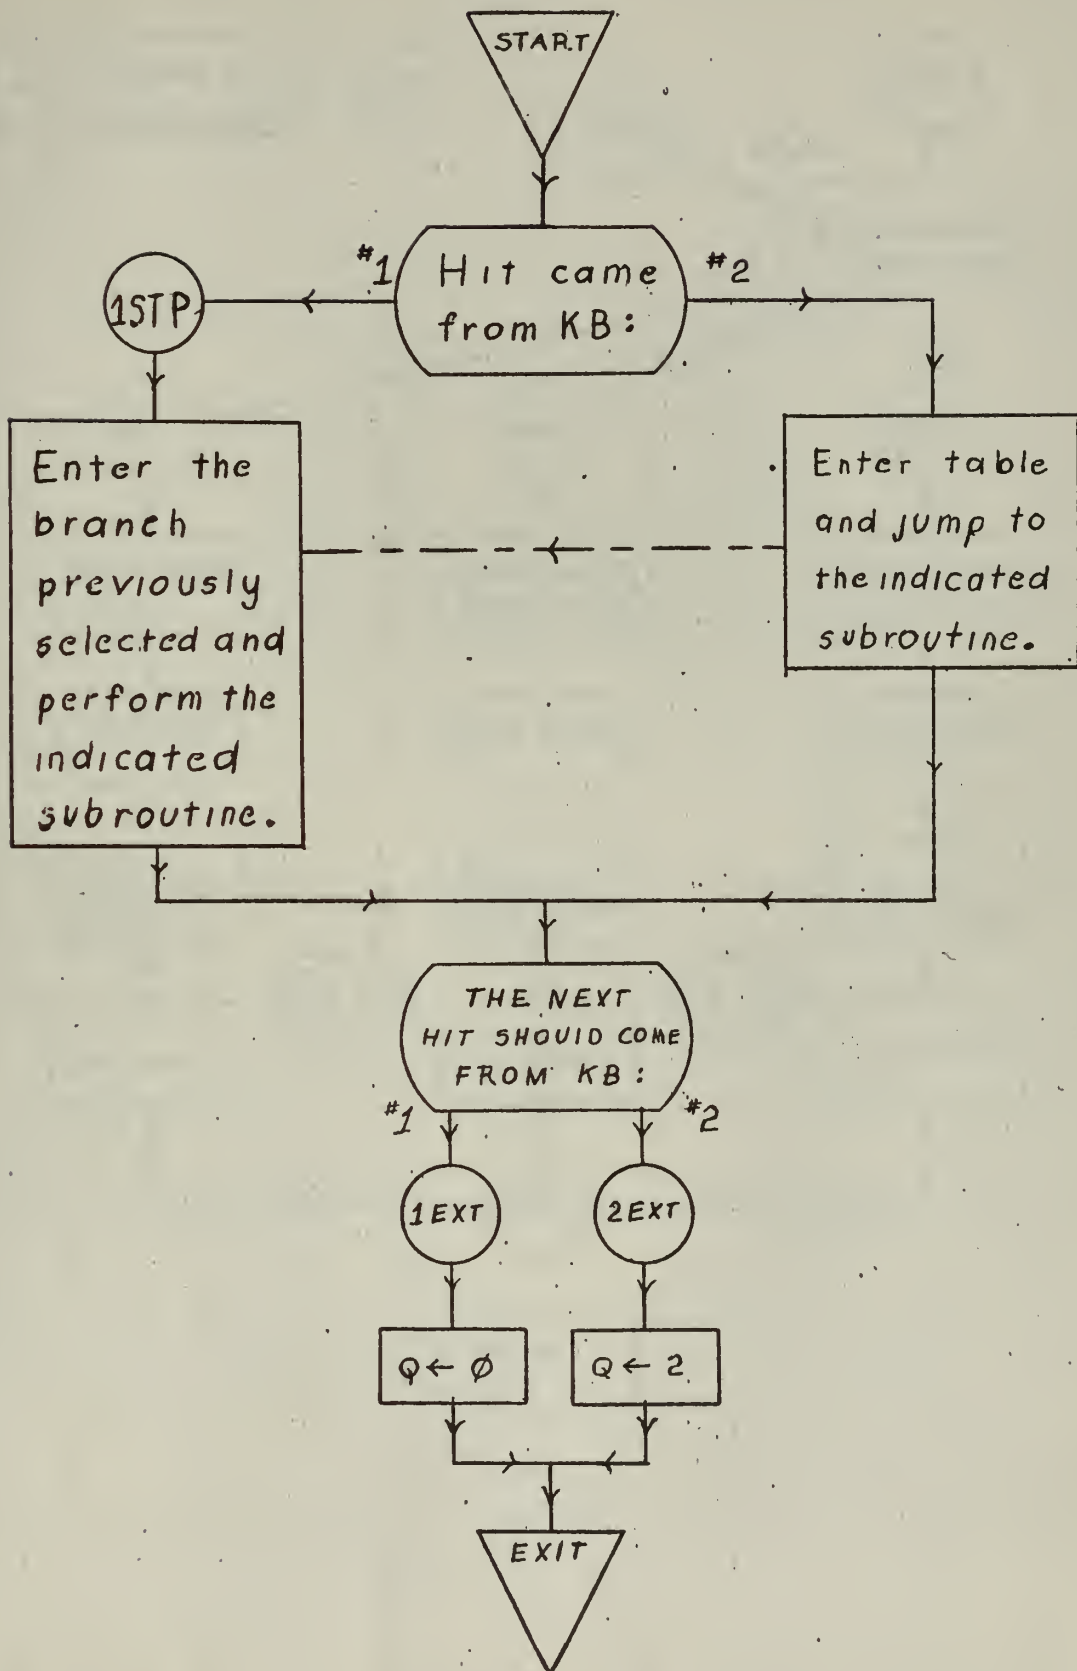 START
#1
Hit came
from KB:
#2
1STP
Enter the
branch
previously
selected and
perform the
indicated
subroutine.
Enter table
and jump to
the indicated
subroutine.
THE NEXT
HIT SHOULD COME
FROM KB:
#1
#2
1EXT
2EXT
Q ← Ø
Q ← 2
EXIT